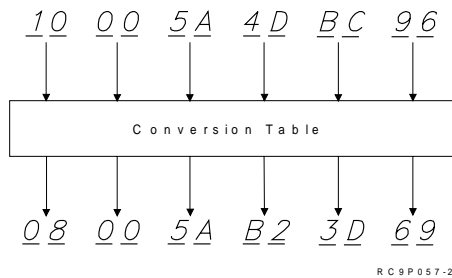 10 00 5A 4D BC 96
Conversion Table
08 00 5A B2 3D 69
RC9P057-2